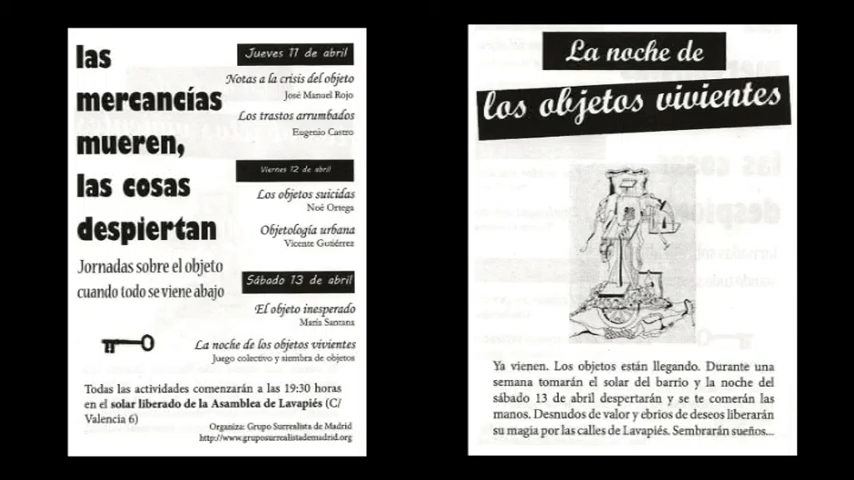 las
mercancías
mueren,
las cosas
despiertan
Jornadas sobre el objeto
cuando todo se viene abajo
Jueves 11 de abril
Notas a la crisis del objeto
José Manuel Rojo
Los trastos arrumbados
Eugenio Castro
Viernes 12 de abril
Los objetos suicidas
Noé Ortega
Objetología urbana
Vicente Gutiérrez
Sábado 13 de abril
El objeto inesperado
María Santana
La noche de los objetos vivientes
Juego colectivo y siembra de objetos
Todas las actividades comenzarán a las 19:30 horas
en el solar liberado de la Asamblea de Lavapiés (C/
Valencia 6)
Organiza: Grupo Surrealista de Madrid
http://www.gruposurrealistademadrid.org
La noche de
los objetos vivientes
Ya vienen. Los objetos están llegando. Durante una
semana tomarán el solar del barrio y la noche del
sábado 13 de abril despertarán y se te comerán las
manos. Desnudos de valor y ebrios de deseos liberarán
su magia por las calles de Lavapiés. Sembrarán sueños...